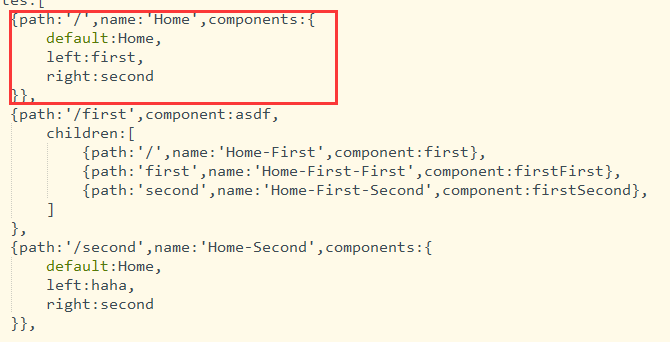 tes:[
{path:'/',name:'Home',components:{
default:Home,
left:first,
right:second
}},
{path:'/first',component:asdf,
children:[
{path:'/',name:'Home-First',component:first},
{path:'first',name:'Home-First-First',component:firstFirst},
{path:'second',name:'Home-First-Second',component:firstSecond},
]
},
{path:'/second',name:'Home-Second',components:{
default:Home,
left:haha,
right:second
}},